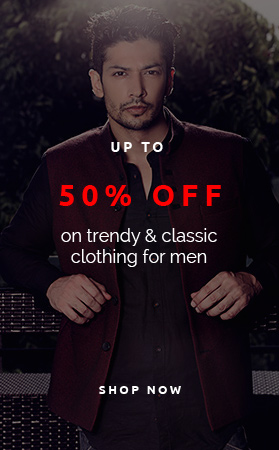 UP TO
50% OFF
on trendy & classic
clothing for men
SHOP NOW